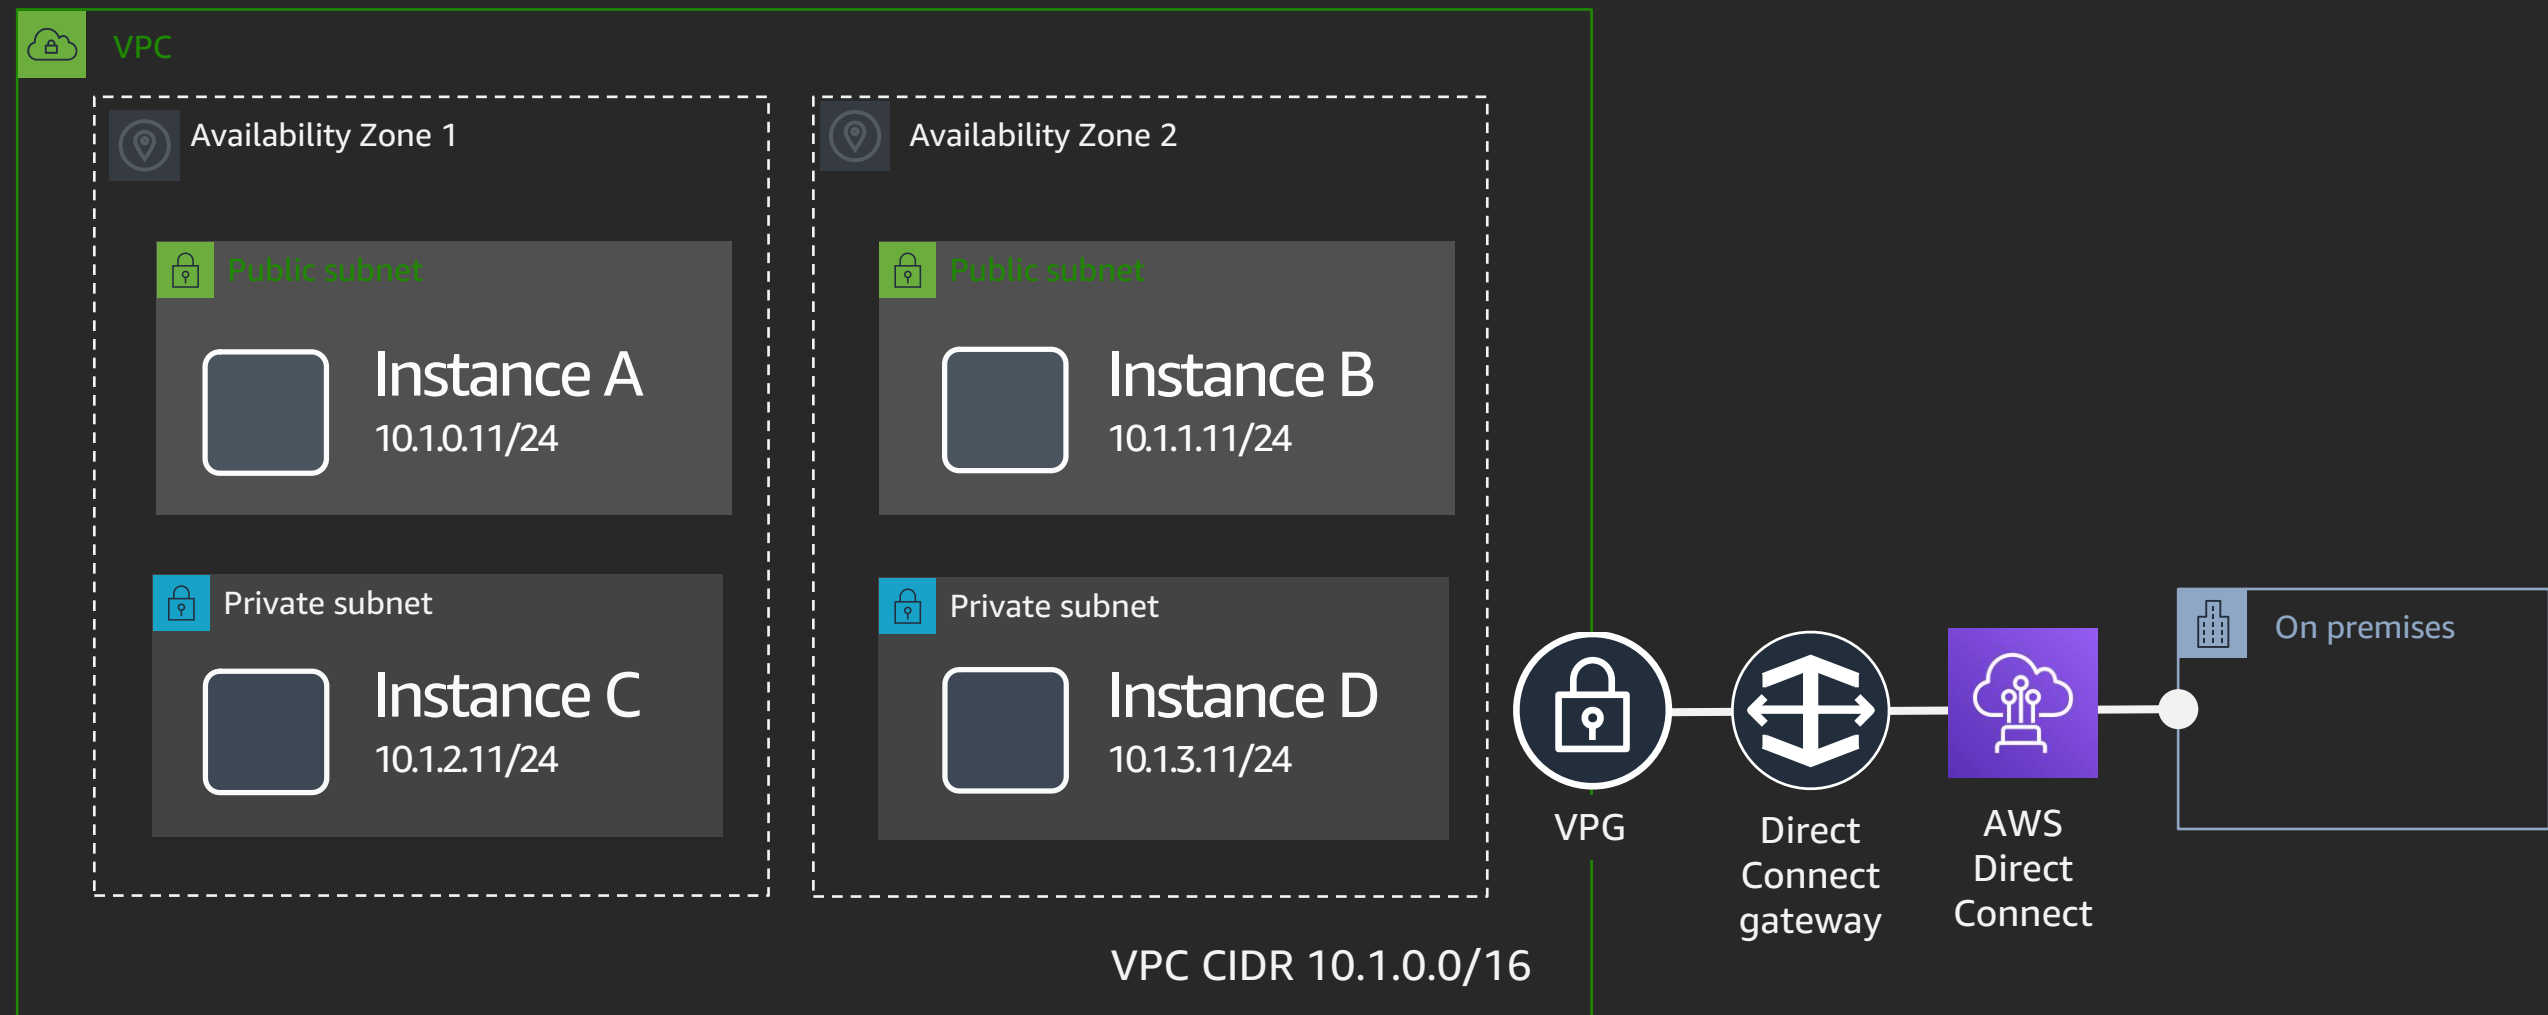 VPC
Availability Zone 1
Availability Zone 2
Public subnet
Public subnet
Instance A
10.1.0.11/24
Instance B
10.1.1.11/24
Private subnet
Private subnet
Instance C
10.1.2.11/24
Instance D
10.1.3.11/24
On premises
VPG
Direct
Connect
gateway
AWS
Direct
Connect
VPC CIDR 10.1.0.0/16